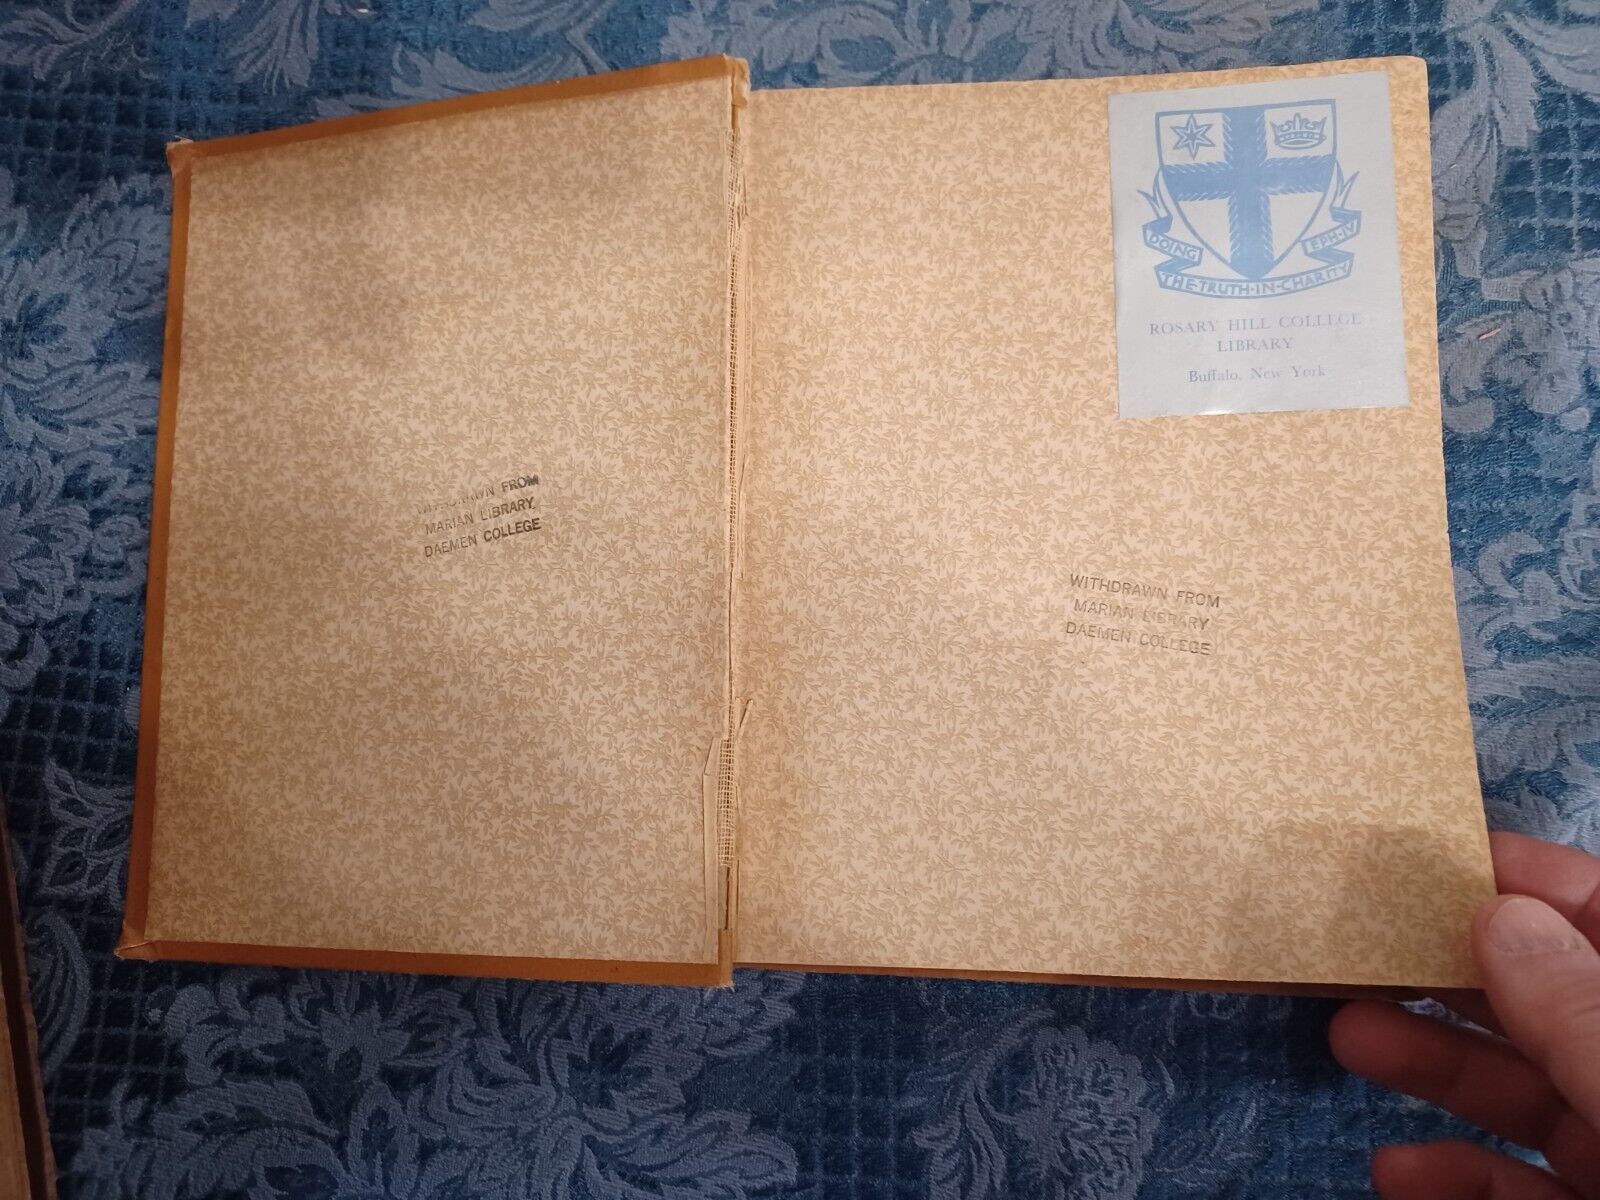 WITHDRAWN FROM
MARIAN LIBRARY
DAEMEN COLLEGE
DOING
THE·TRUTH·IN·CHARITY
EPH·IV
ROSARY HILL COLLEGE
LIBRARY
Buffalo, New York
WITHDRAWN FROM
MARIAN LIBRARY
DAEMEN COLLEGE